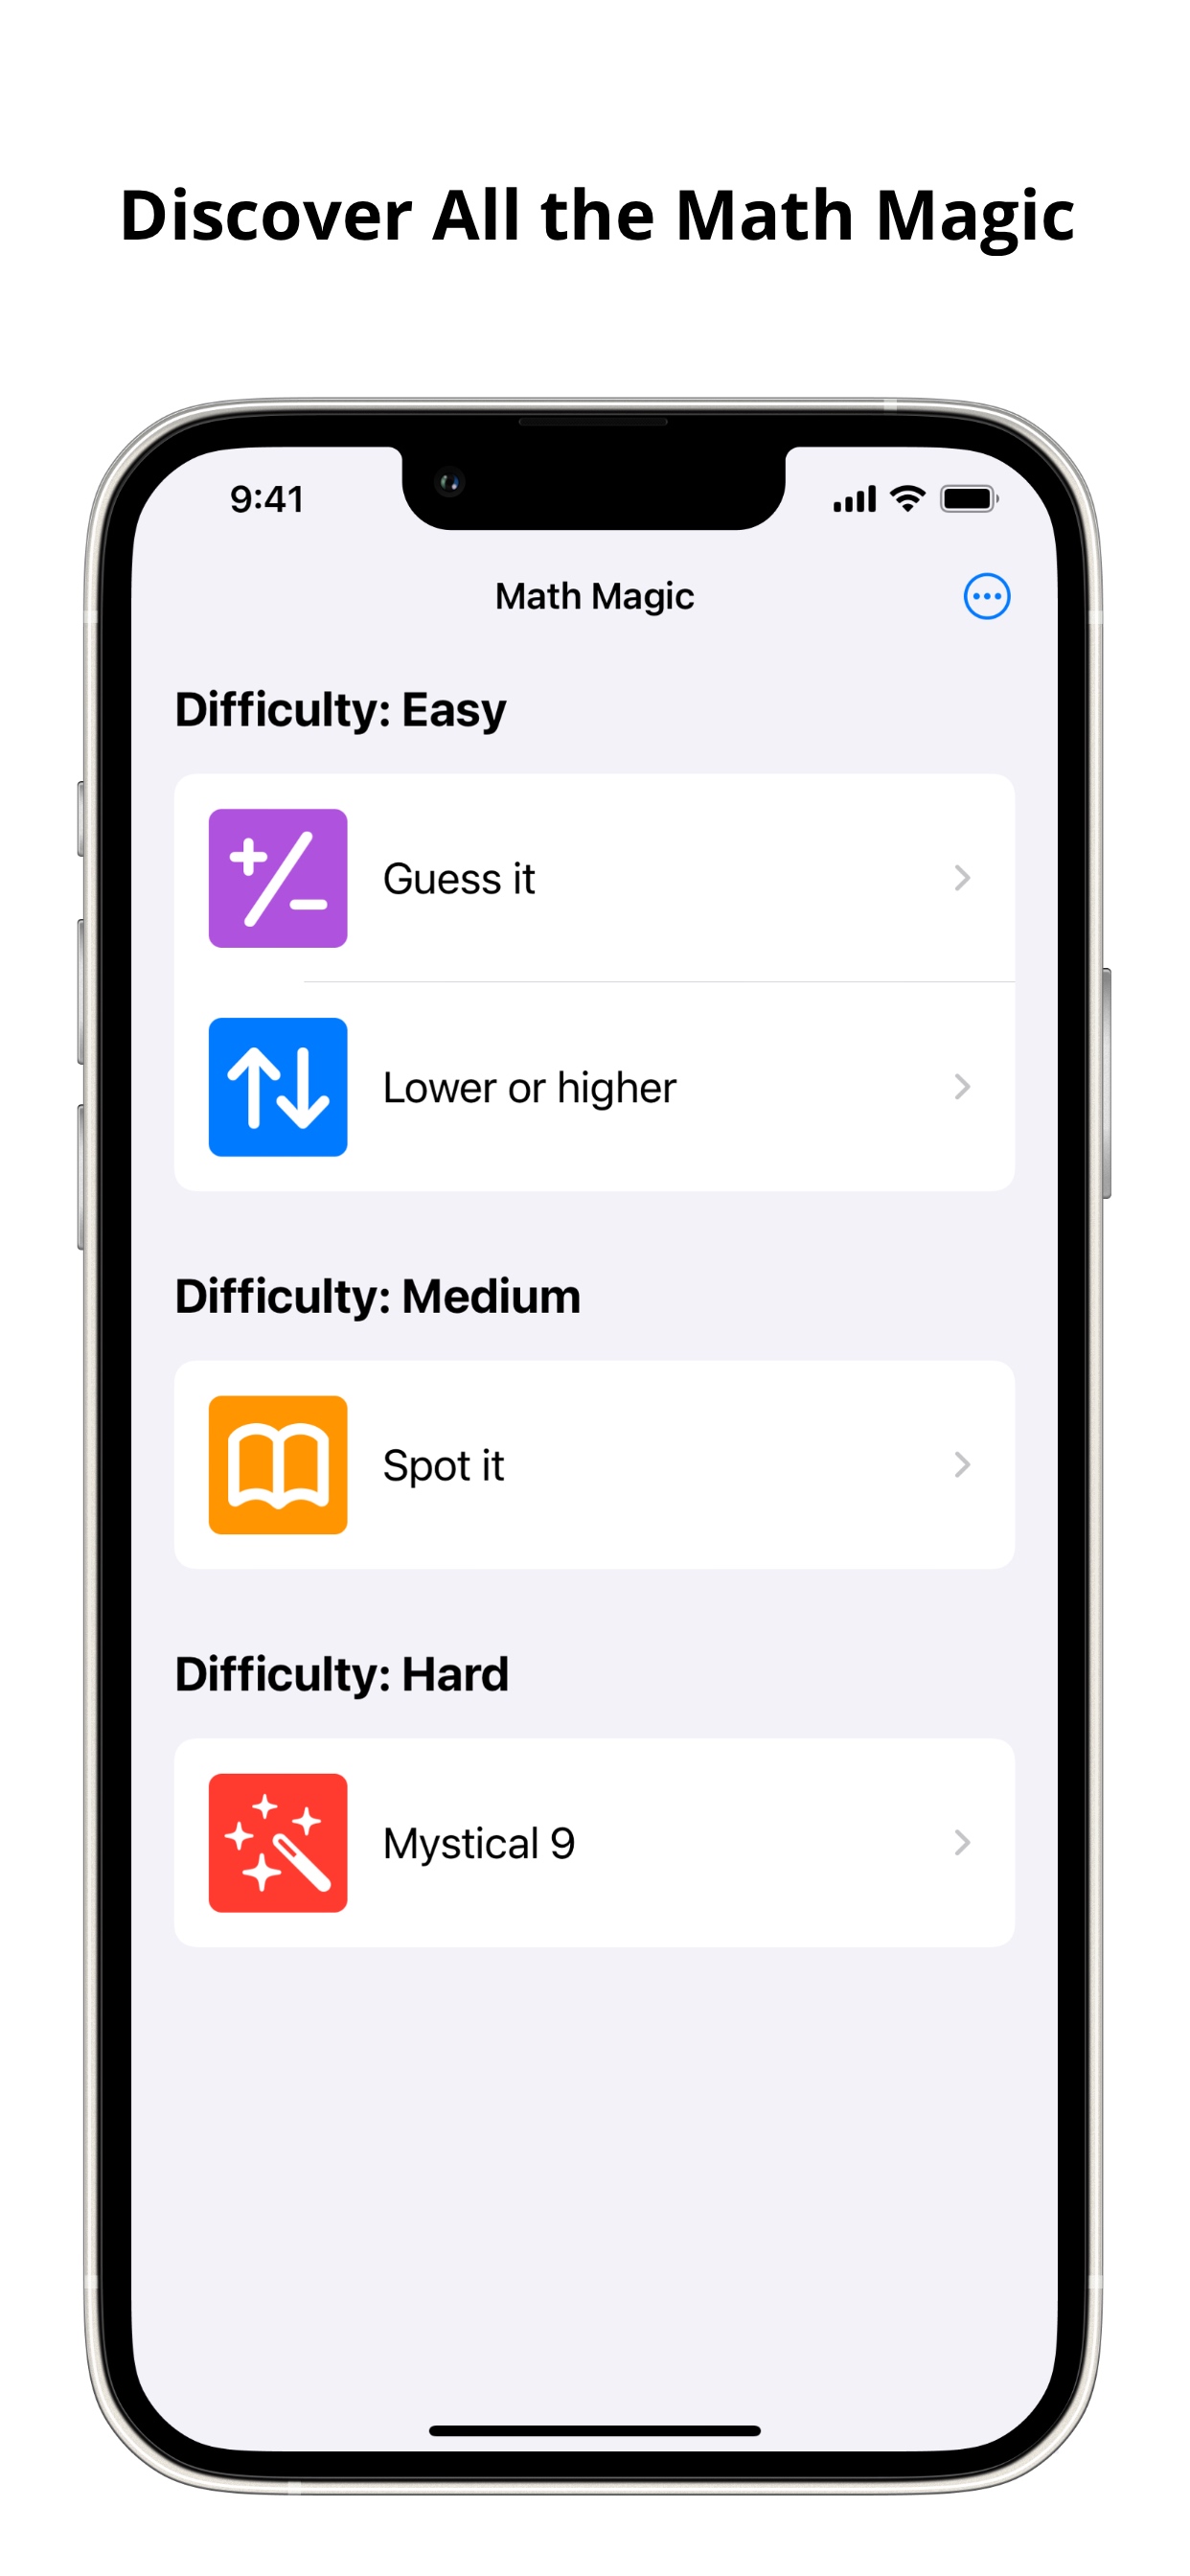 Discover All the Math Magic
9:41
Math Magic
Difficulty: Easy
Guess it
Lower or higher
Difficulty: Medium
Spot it
Difficulty: Hard
Mystical 9